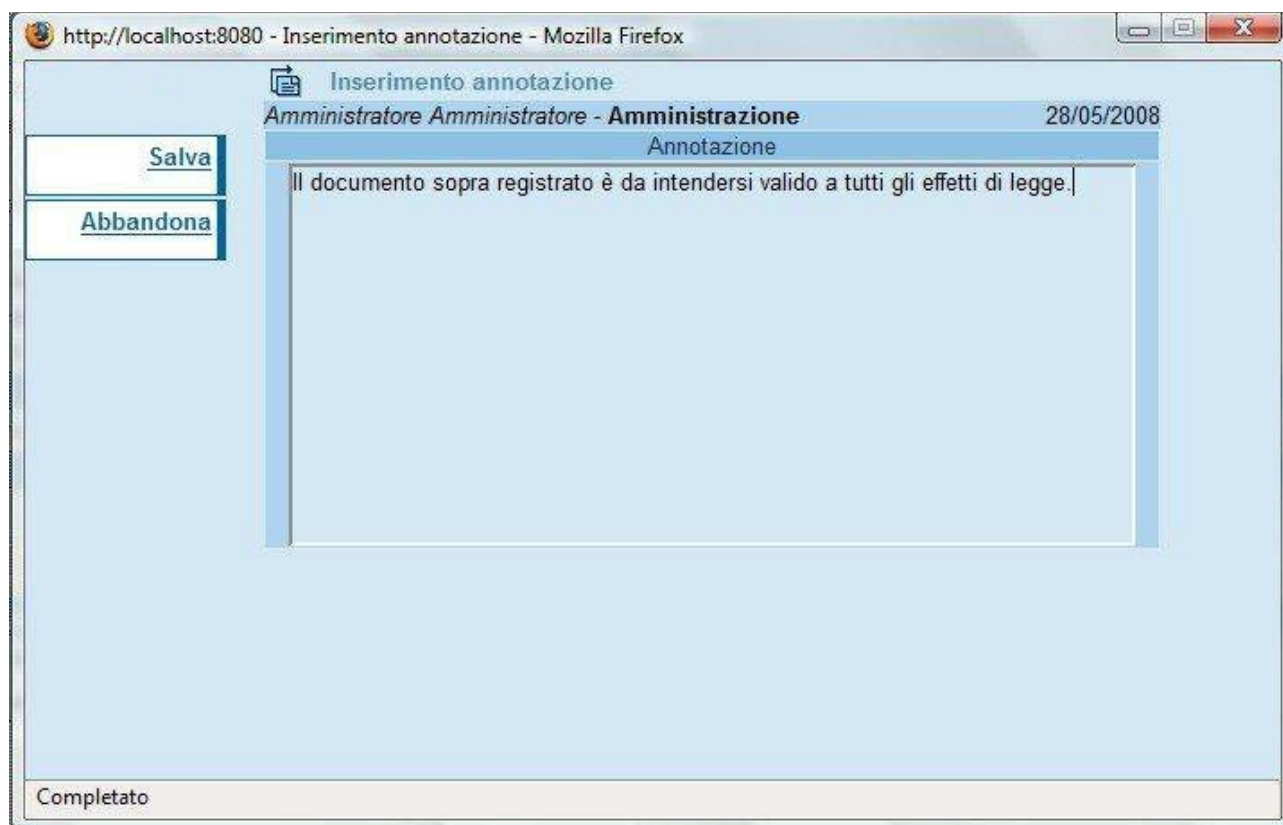 http://localhost:8080 - Inserimento annotazione - Mozilla Firefox
Inserimento annotazione
Amministratore Amministratore - Amministrazione 28/05/2008
Salva
Abbandona
Annotazione
Il documento sopra registrato è da intendersi valido a tutti gli effetti di legge.
Completato